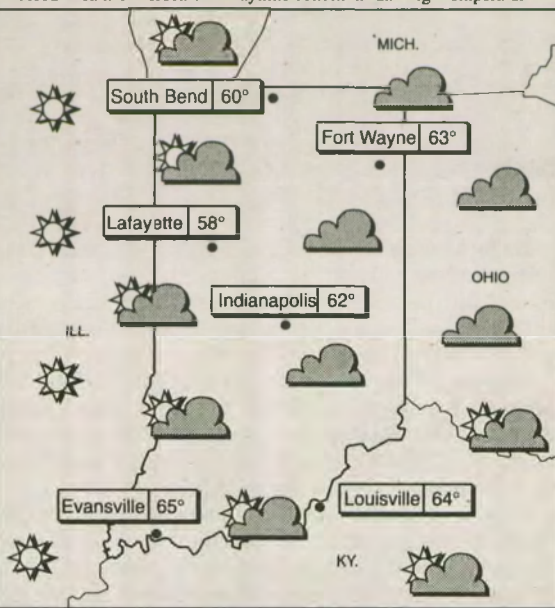 MICH.
South Bend 60°
Fort Wayne 63°
Lafayette 58°
OHIO
Indianapolis 62°
ILL.
Evansville 65°
Louisville 64°
KY.